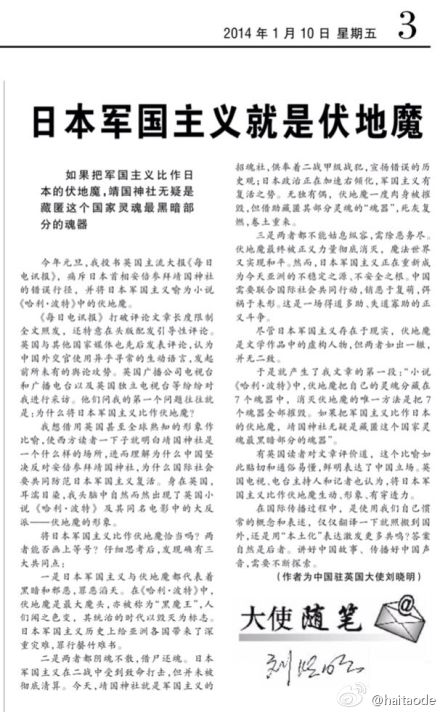 2014年1月10日 星期五 3
日本军国主义就是伏地魔
如果把军国主义比作日
本的伏地魔,靖国神社无疑是
藏匿这个国家灵魂最黑暗部
分的魂器
今年元旦,我投书英国主流大报《每日
电讯报》,痛斥日本首相安倍参拜靖国神社
的错误行径,并将日本军国主义喻为小说
《哈利·波特》中的伏地魔。
《每日电讯报》打破评论文章长度限制
全文照发,还特意在头版配发引导性评论。
英国与其他国家媒体也先后发表评论,认为
中国外交官使用异乎寻常的生动语言,发起
前所未有的舆论攻势。英国广播公司电视台
和广播电台以及英国独立电视台等纷纷对
我进行采访。他们问我的第一个问题往往就
是:为什么将日本军国主义比作伏地魔?
我想借用英国甚至全球熟知的形象作
比喻,使西方读者一下子就明白靖国神社是
一个什么样的场所,进而理解为什么中国坚
决反对安倍参拜靖国神社,为什么国际社会
要共同防范日本军国主义复活。身在英国,
耳濡目染,我头脑中自然而然出现了英国小
说《哈利·波特》及其同名电影中的大反
派——伏地魔的形象。
将日本军国主义比作伏地魔恰当吗?两
者能否画上等号?仔细思考后,发现确有三
大共同点:
一是日本军国主义与伏地魔都代表着
黑暗和邪恶,罪恶滔天。在《哈利·波特》中,
伏地魔是最大魔头,亦被称为“黑魔王”,人
们闻之色变,其统治的时代以毁灭为标志。
日本军国主义历史上给亚洲各国带来了深
重灾难,罪行罄竹难书。
二是两者都阴魂不散,借尸还魂。日本
军国主义在二战中受到致命打击,但并未被
彻底清算。今天,靖国神社就是军国主义的
招魂社,供奉着二战甲级战犯,宣扬错误的历
史观;日本政治正在加速右倾化,军国主义有
复活之势。无独有偶,伏地魔一度肉身被摧
毁,但借助藏匿其部分灵魂的“魂器”,死灰复
燃,卷土重来。
三是两者都不能姑息纵容,需除恶务尽。
伏地魔最终被正义力量彻底消灭,魔法世界
又实现和平。然而,日本军国主义正在重新成
为今天亚洲的不稳定之源、不安全之根。中国
需要联合国际社会共同行动,销患于复萌,弭
祸于未形。这是一场得道多助、失道寡助的正
义斗争。
尽管日本军国主义存在于现实,伏地魔
是文学作品中的虚构人物,但两者如出一辙,
并无二致。
于是就产生了我文章的第一段:“小说
《哈利·波特》中,伏地魔把自己的灵魂分藏在
7个魂器中,消灭伏地魔的唯一方法是把7
个魂器全部摧毁。如果把军国主义比作日本
的伏地魔,靖国神社无疑是藏匿这个国家灵
魂最黑暗部分的魂器”。
有英国读者对文章评价道,这个比喻如
此贴切和通俗易懂,鲜明表达了中国立场。英
国电视、电台主持人和记者也认为,将日本军
国主义比作伏地魔生动、形象、有穿透力。
在国际传播过程中,是使用我们自己惯
常的概念和表述,仅仅翻译一下就照搬到国
外,还是用“本土化”表达激发更多共鸣?答案
自然是后者。讲好中国故事、传播好中国声
音,需要不断探索。
(作者为中国驻英国大使刘晓明)
大使随笔
刘晓明
@haitaode